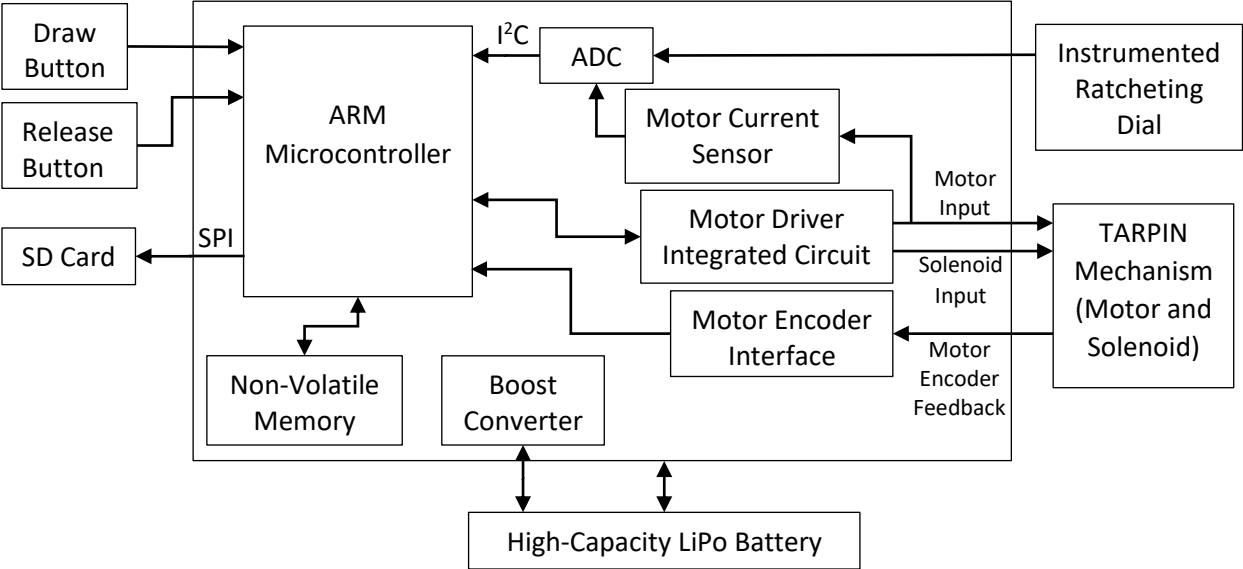 Draw
Button
Release
Button
SD Card
SPI
ARM
Microcontroller
I²C
ADC
Instrumented
Ratcheting
Dial
Motor Current
Sensor
Motor Driver
Integrated Circuit
Motor
Input
Solenoid
Input
TARPIN
Mechanism
(Motor and
Solenoid)
Motor Encoder
Interface
Motor
Encoder
Feedback
Non-Volatile
Memory
Boost
Converter
High-Capacity LiPo Battery